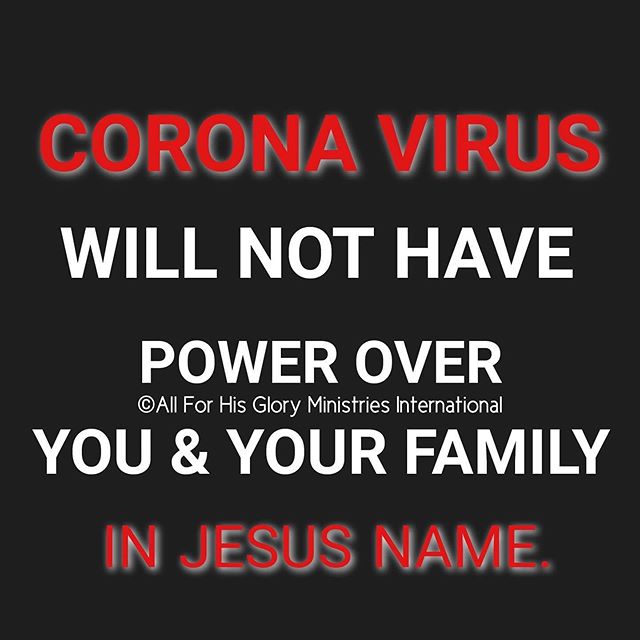 CORONA VIRUS
WILL NOT HAVE
POWER OVER
©All For His Glory Ministries International
YOU & YOUR FAMILY
IN JESUS NAME.